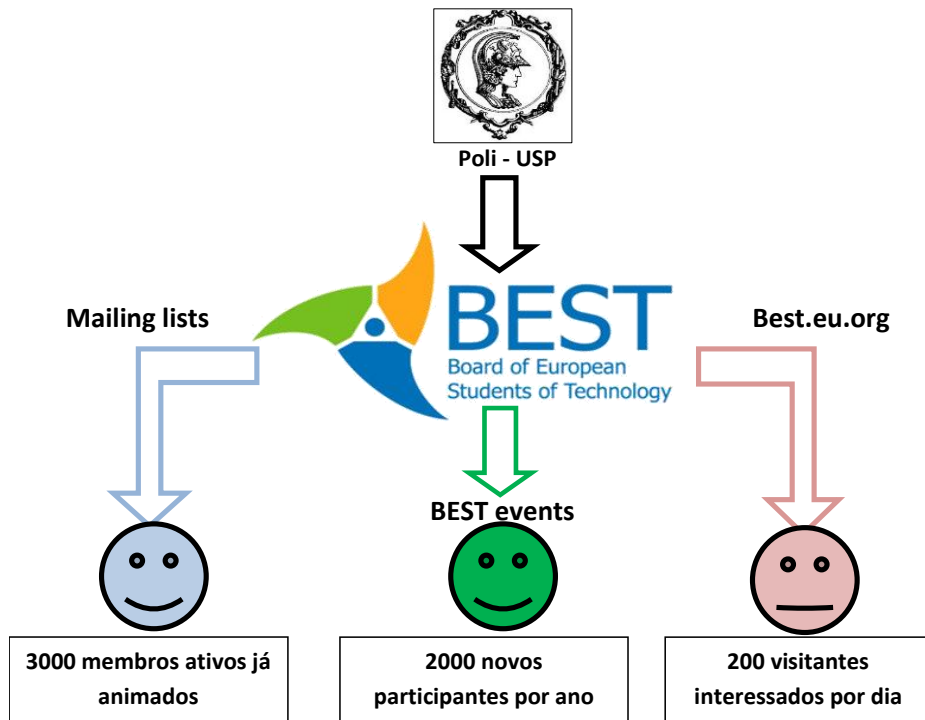 Poli - USP
Mailing lists
BEST
Board of European
Students of Technology
Best.eu.org
BEST events
3000 membros ativos já
animados
2000 novos
participantes por ano
200 visitantes
interessados por dia